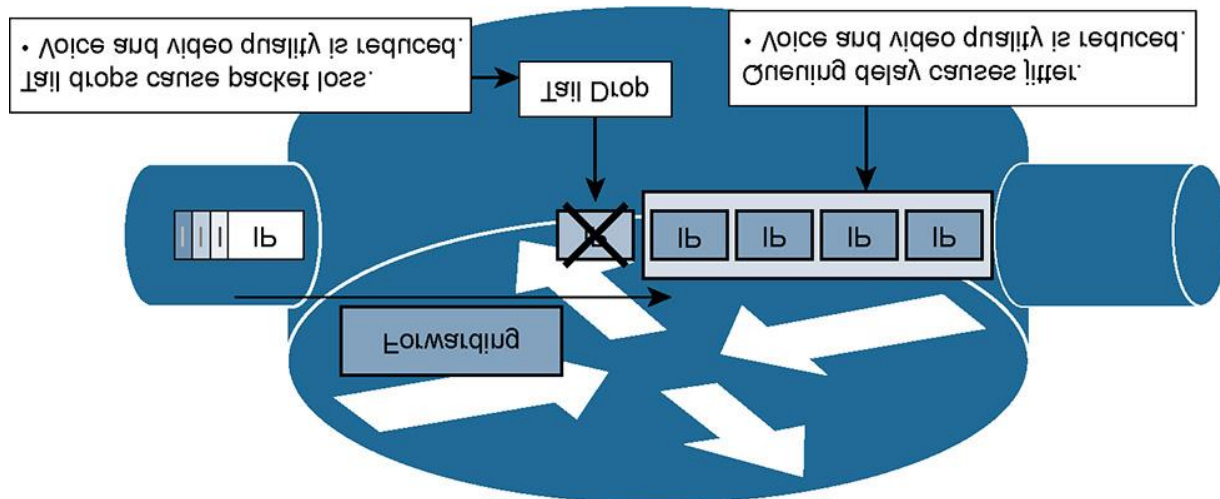 Tail drops cause packet loss.
• Voice and video quality is reduced.
Queuing delay causes jitter.
• Voice and video quality is reduced.
Tail Drop
I I I IP
IP
IP IP IP IP
Forwarding